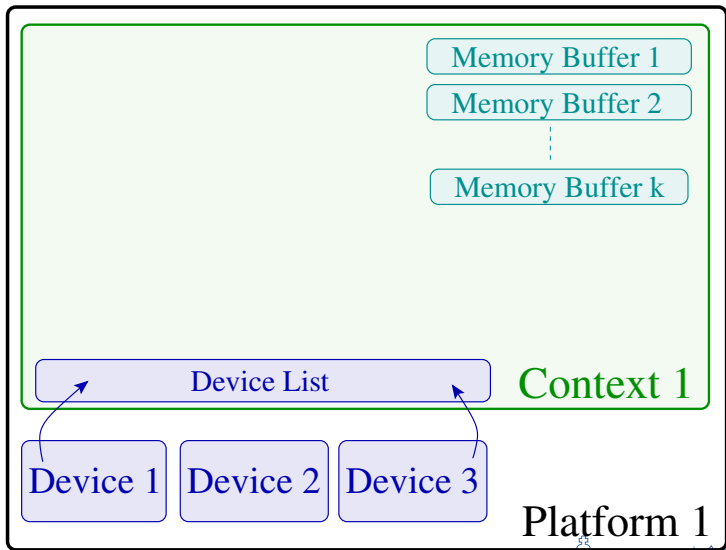 Memory Buffer 1
Memory Buffer 2
Memory Buffer k
Device List
Context 1
Device 1
Device 2
Device 3
Platform 1